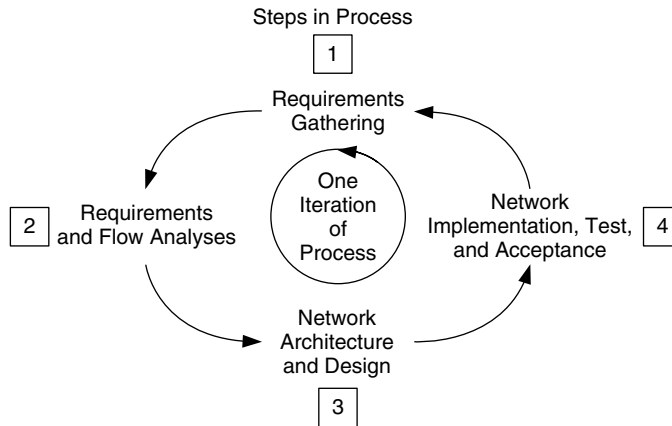 Steps in Process
1
Requirements
Gathering
One
Iteration
of
Process
2
Requirements
and Flow Analyses
Network
Implementation, Test,
and Acceptance
4
Network
Architecture
and Design
3